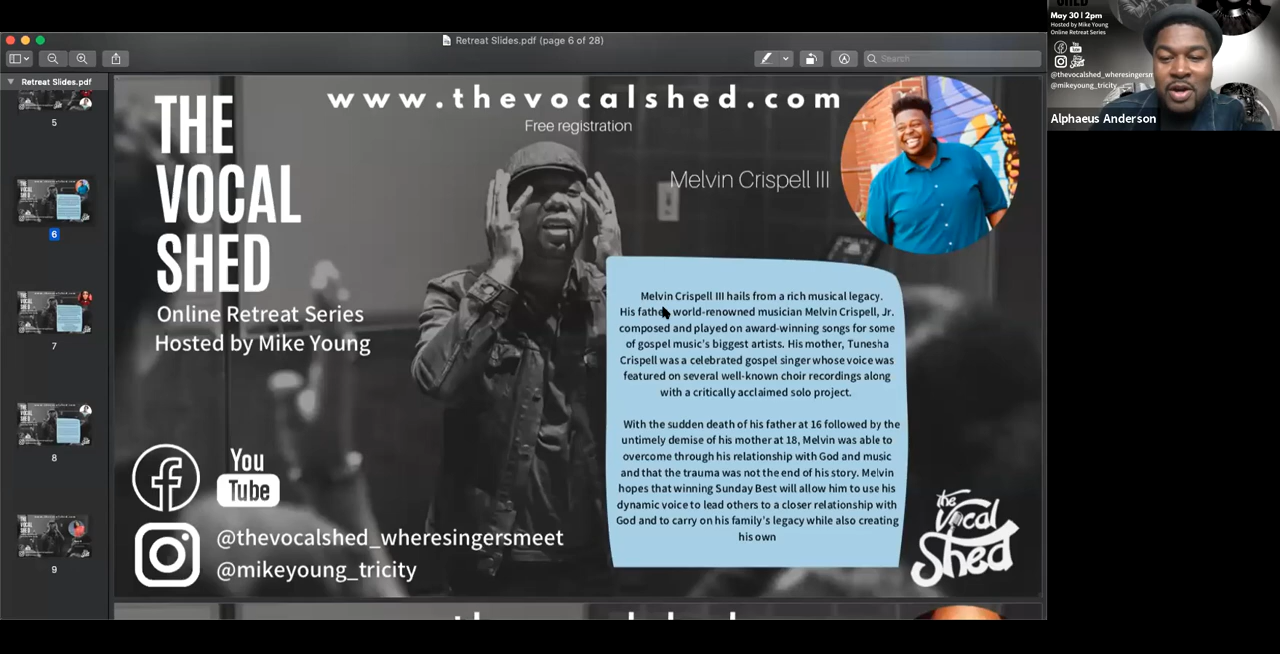 Retreat Slides.pdf (page 6 of 28)
Search
Retreat Slides.pdf
5
6
7
8
9
www.thevocalshed.com
Free registration
THE
VOCAL
SHED
Online Retreat Series
Hosted by Mike Young
Melvin Crispell III
Melvin Crispell III hails from a rich musical legacy.
His father, world-renowned musician Melvin Crispell, Jr.
composed and played on award-winning songs for some
of gospel music's biggest artists. His mother, Tunesha
Crispell was a celebrated gospel singer whose voice was
featured on several well-known choir recordings along
with a critically acclaimed solo project.
With the sudden death of his father at 16 followed by the
untimely demise of his mother at 18, Melvin was able to
overcome through his relationship with God and music
and that the trauma was not the end of his story. Melvin
hopes that winning Sunday Best will allow him to use his
dynamic voice to lead others to a closer relationship with
God and to carry on his family's legacy while also creating
his own
You
Tube
@thevocalshed_wheresingersmeet
@mikeyoung_tricity
the
Vocal
Shed
SHED
May 30 | 2pm
Hosted by Mike Young
Online Retreat Series
You
Tube
@thevocalshed_wheresingersm
@mikeyoung_tricity
Alphaeus Anderson